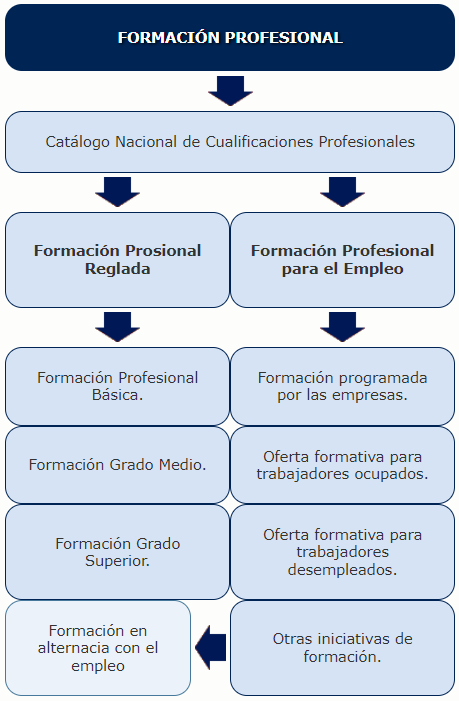 FORMACIÓN PROFESIONAL
Catálogo Nacional de Cualificaciones Profesionales
Formación Prosional
Reglada
Formación Profesional
para el Empleo
Formación Profesional
Básica.
Formación programada
por las empresas.
Formación Grado Medio.
Oferta formativa para
trabajadores ocupados.
Formación Grado
Superior.
Oferta formativa para
trabajadores
desempleados.
Formación en
alternacia con el
empleo
Otras iniciativas de
formación.